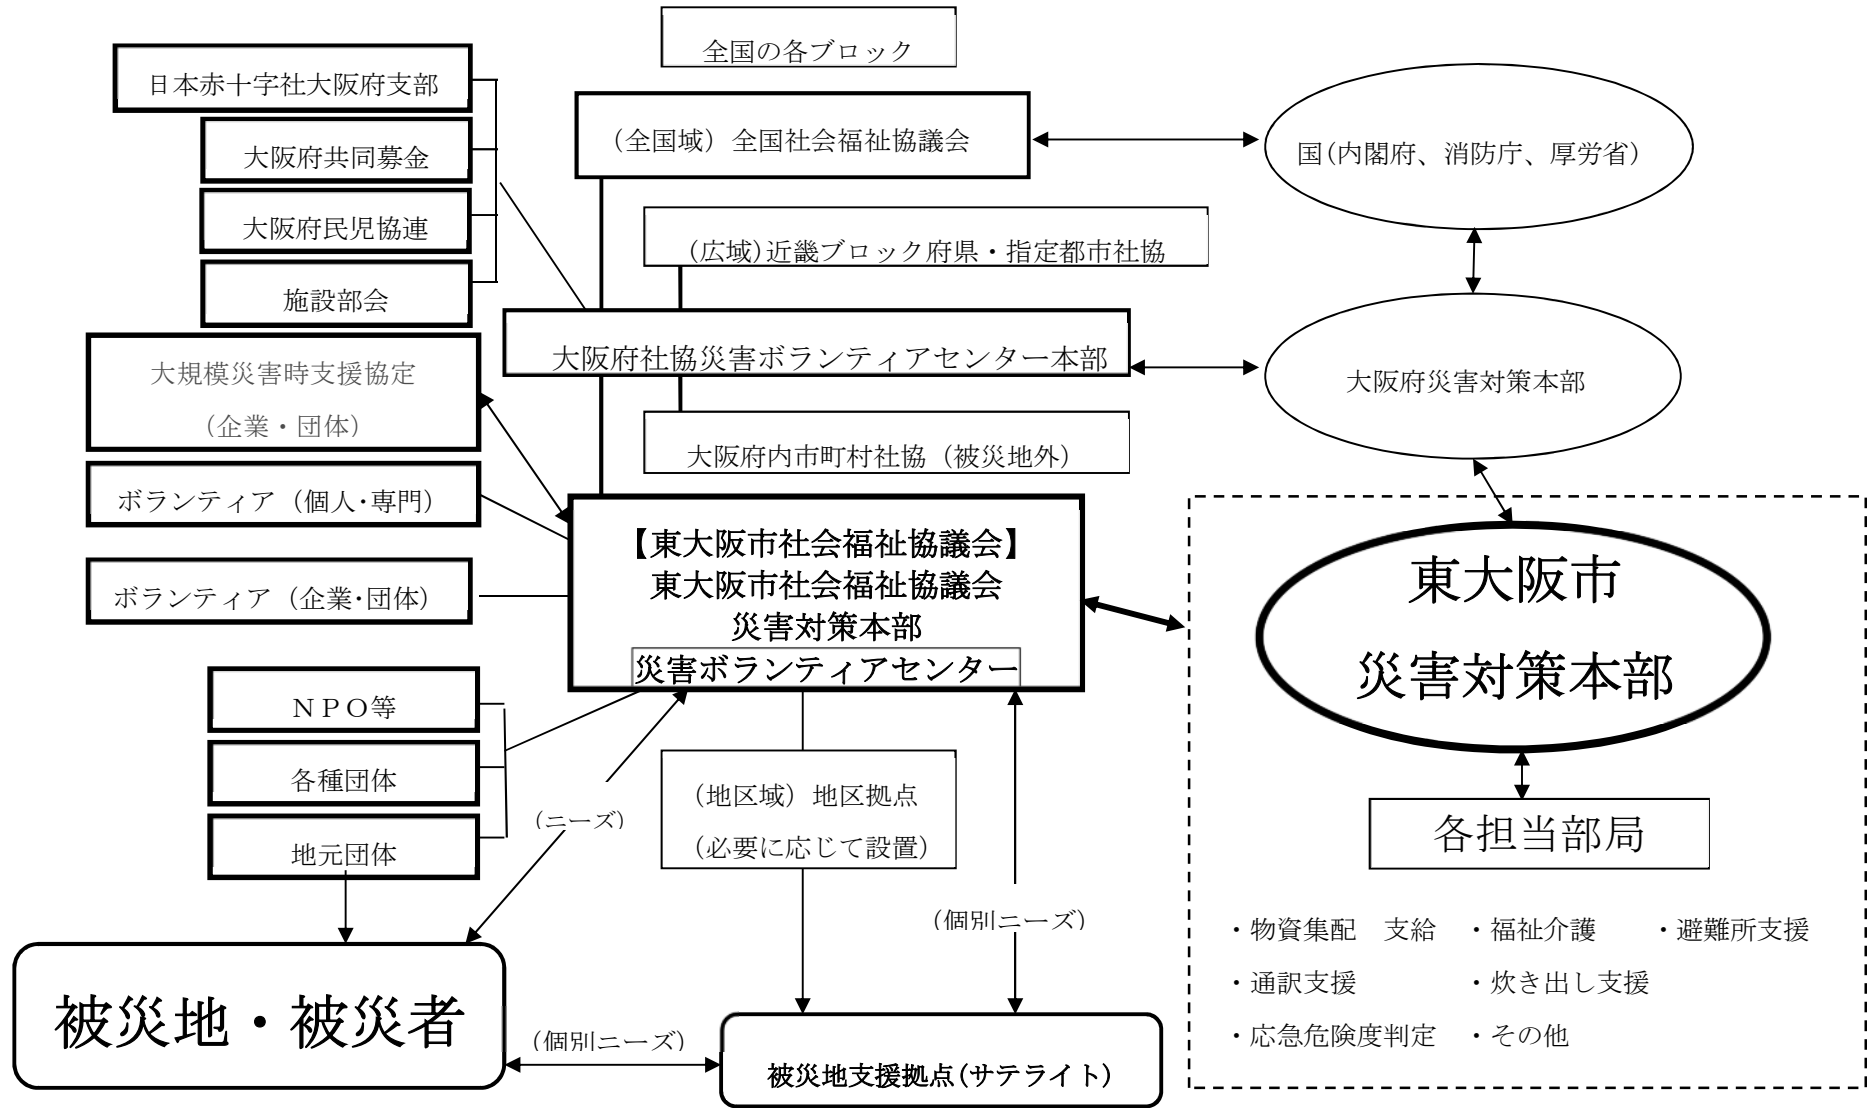 全国の各ブロック
日本赤十字社大阪府支部
大阪府共同募金
大阪府民児協連
施設部会
(全国域) 全国社会福祉協議会
国(内閣府、消防庁、厚労省)
(広域)近畿ブロック府県・指定都市社協
大阪府社協災害ボランティアセンター本部
大阪府災害対策本部
大規模災害時支援協定
(企業・団体)
大阪府内市町村社協 (被災地外)
ボランティア (個人・専門)
ボランティア (企業・団体)
【東大阪市社会福祉協議会】
東大阪市社会福祉協議会
災害対策本部
災害ボランティアセンター
東大阪市
災害対策本部
NPO等
各種団体
地元団体
(ニーズ)
(地区域) 地区拠点
(必要に応じて設置)
各担当部局
(個別ニーズ)
・物資集配 支給 ・福祉介護 ・避難所支援
・通訳支援 ・炊き出し支援
・応急危険度判定 ・その他
被災地・被災者
(個別ニーズ)
被災地支援拠点(サテライト)